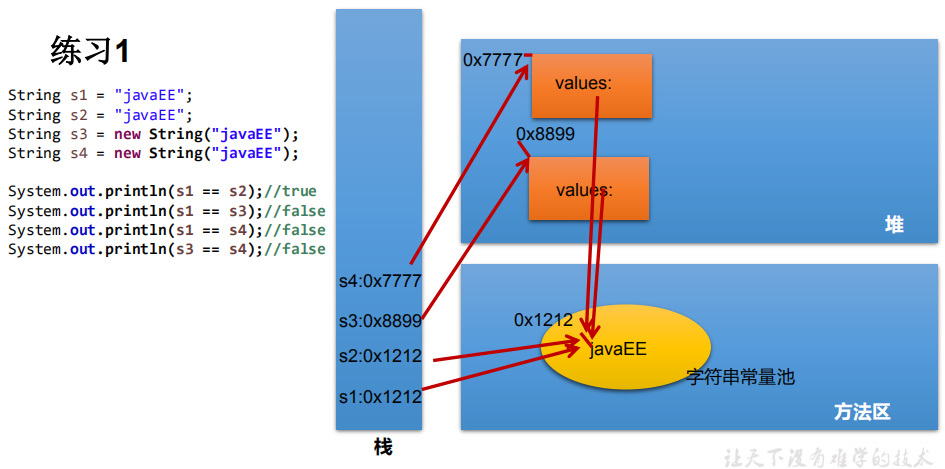 练习1
String s1 = "javaEE";
String s2 = "javaEE";
String s3 = new String("javaEE");
String s4 = new String("javaEE");
System.out.println(s1 == s2);//true
System.out.println(s1 == s3);//false
System.out.println(s1 == s4);//false
System.out.println(s3 == s4);//false
s4:0x7777
s3:0x8899
s2:0x1212
s1:0x1212
栈
0x7777
values:
0x8899
values:
堆
0x1212
javaEE
字符串常量池
方法区
让天下没有难学的技术